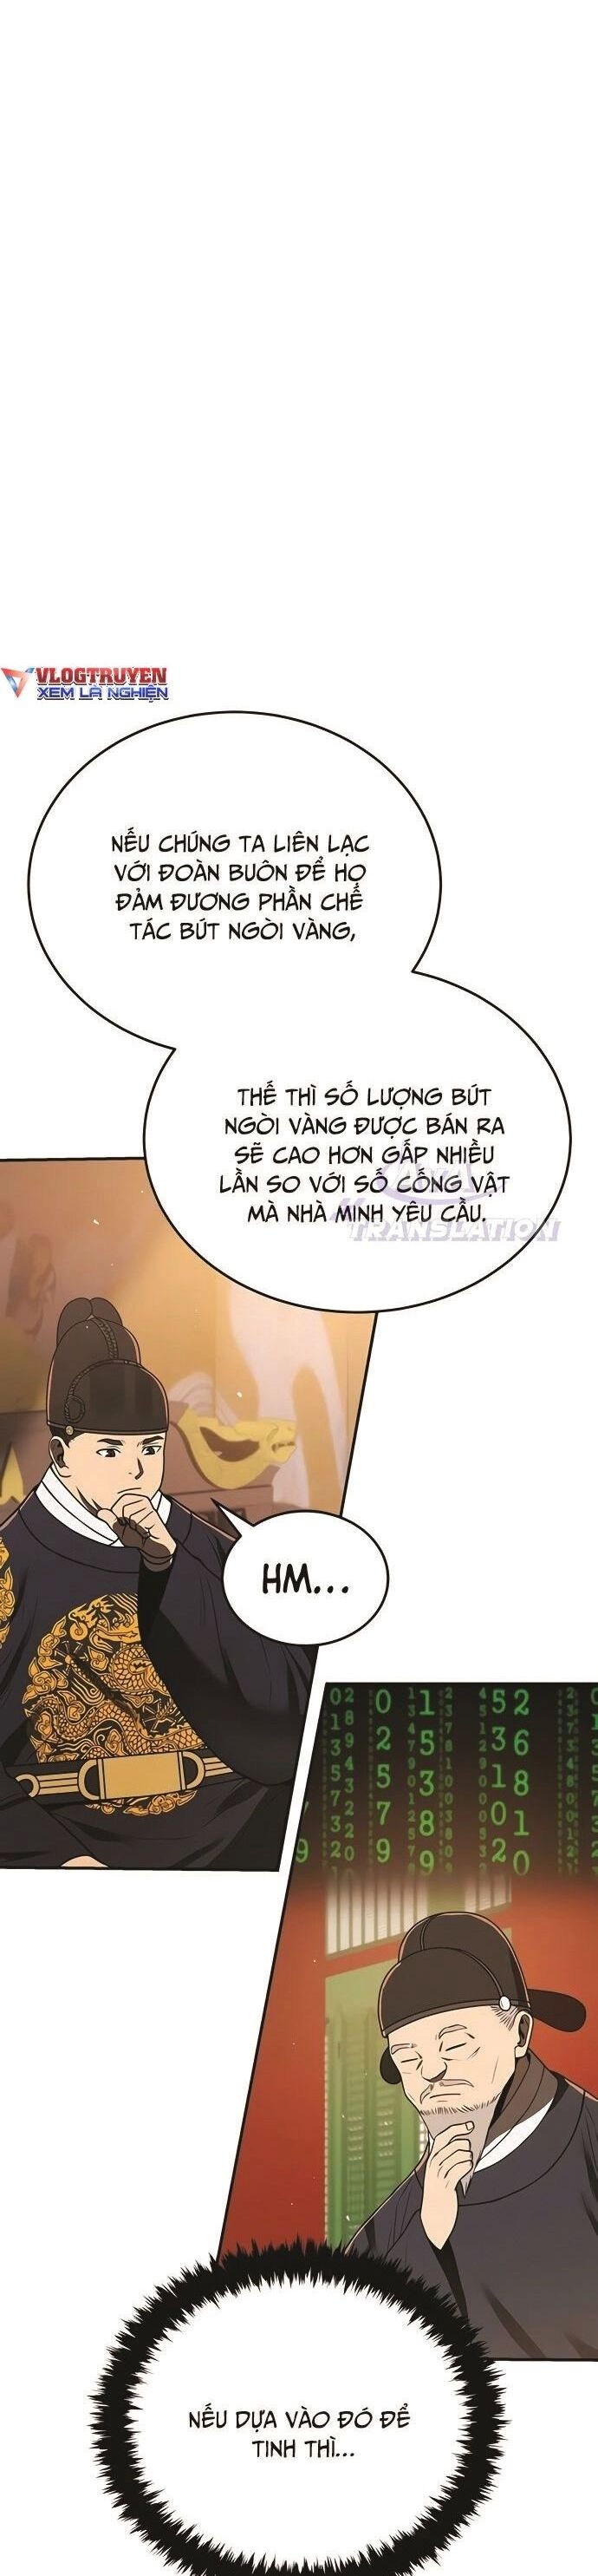 VLOGTRUYEN
XEM LÀ NGHIỆN
NẾU CHÚNG TA LIÊN LẠC
VỚI ĐOÀN BUÔN ĐỂ HỌ
ĐẢM ĐƯƠNG PHẦN CHẾ
TÁC BÚT NGÒI VÀNG,
THẾ THÌ SỐ LƯỢNG BÚT
NGÒI VÀNG ĐƯỢC BÁN RA
SẼ CAO HƠN GẤP NHIỀU
LẦN SO VỚI SỐ CỐNG VẬT
MÀ NHÀ MINH YÊU CẦU.
TRANSLATION
HM...
NẾU DỰA VÀO ĐÓ ĐỂ
TINH THÌ...